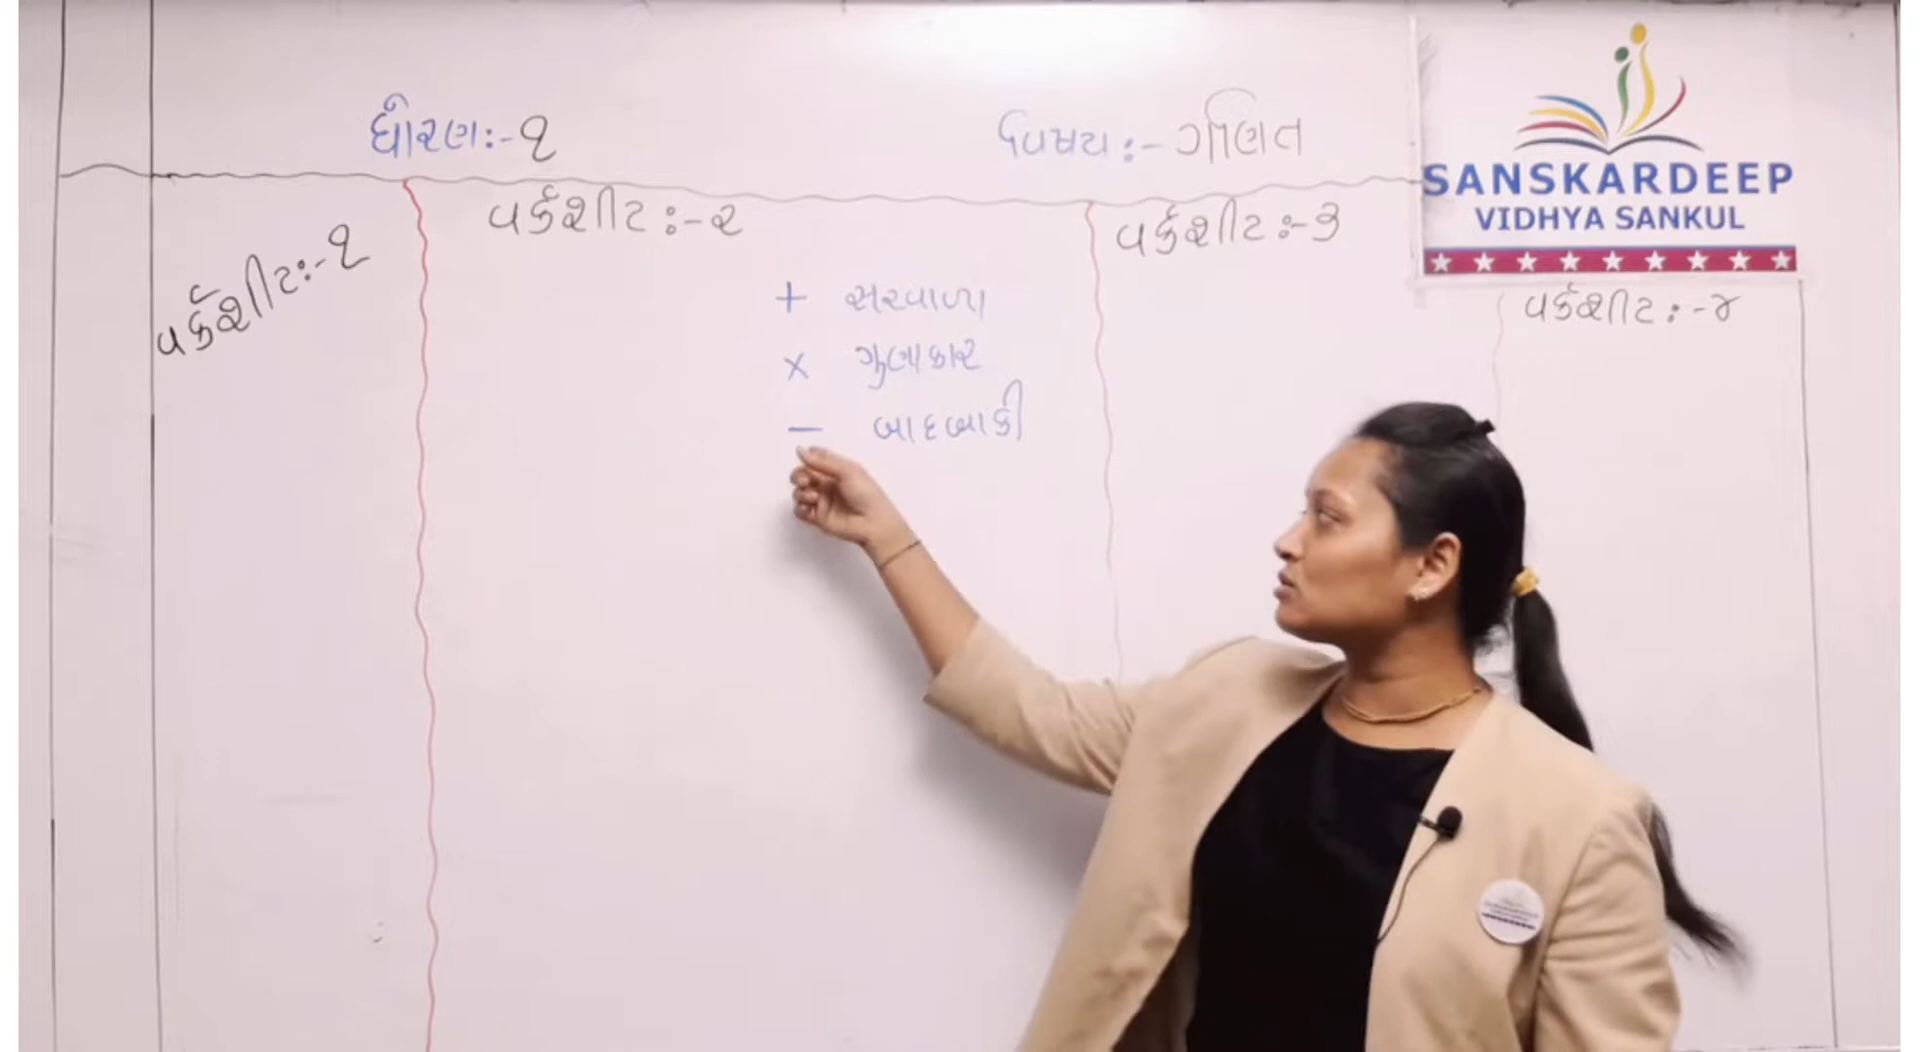 ધોરણ:- ૧
વિષય:- ગણિત
SANSKARDEEP
VIDHYA SANKUL
વર્કશીટ:- ૧
વર્કશીટ:- ૨
+ સરવાળા
× ગુણાકાર
– બાદબાકી
વર્કશીટ:- ૩
વર્કશીટ:- ૪